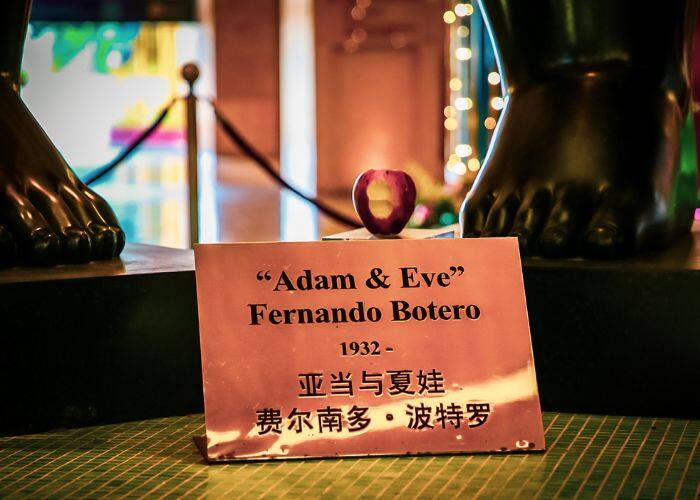 “Adam & Eve”
Fernando Botero
1932 -
亚当与夏娃
费尔南多·波特罗